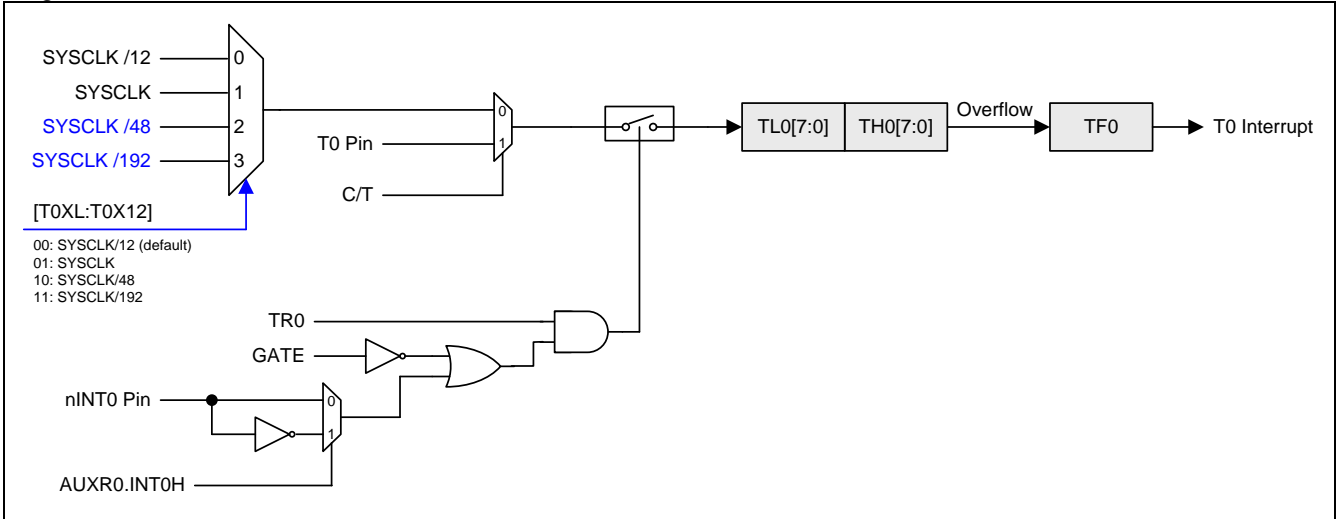 SYSCLK /12
0
SYSCLK
1
SYSCLK /48
2
SYSCLK /192
3
[T0XL:T0X12]
00: SYSCLK/12 (default)
01: SYSCLK
10: SYSCLK/48
11: SYSCLK/192
0
T0 Pin
1
C/T
TL0[7:0]
TH0[7:0]
Overflow
TF0
T0 Interrupt
TR0
GATE
nINT0 Pin
0
1
AUXR0.INT0H